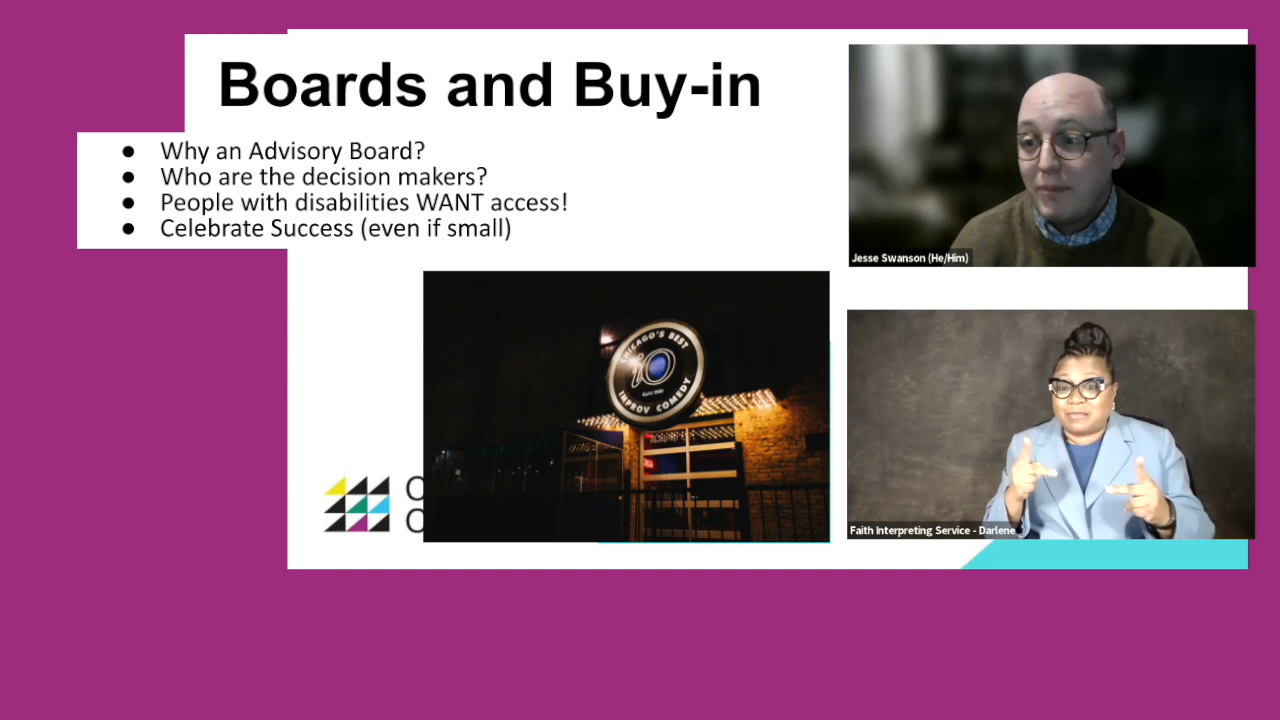 Boards and Buy-in
● Why an Advisory Board?
● Who are the decision makers?
● People with disabilities WANT access!
● Celebrate Success (even if small)
Jesse Swanson (He/Him)
CHICAGO'S BEST
iO
IMPROV COMEDY
Faith Interpreting Service - Darlene